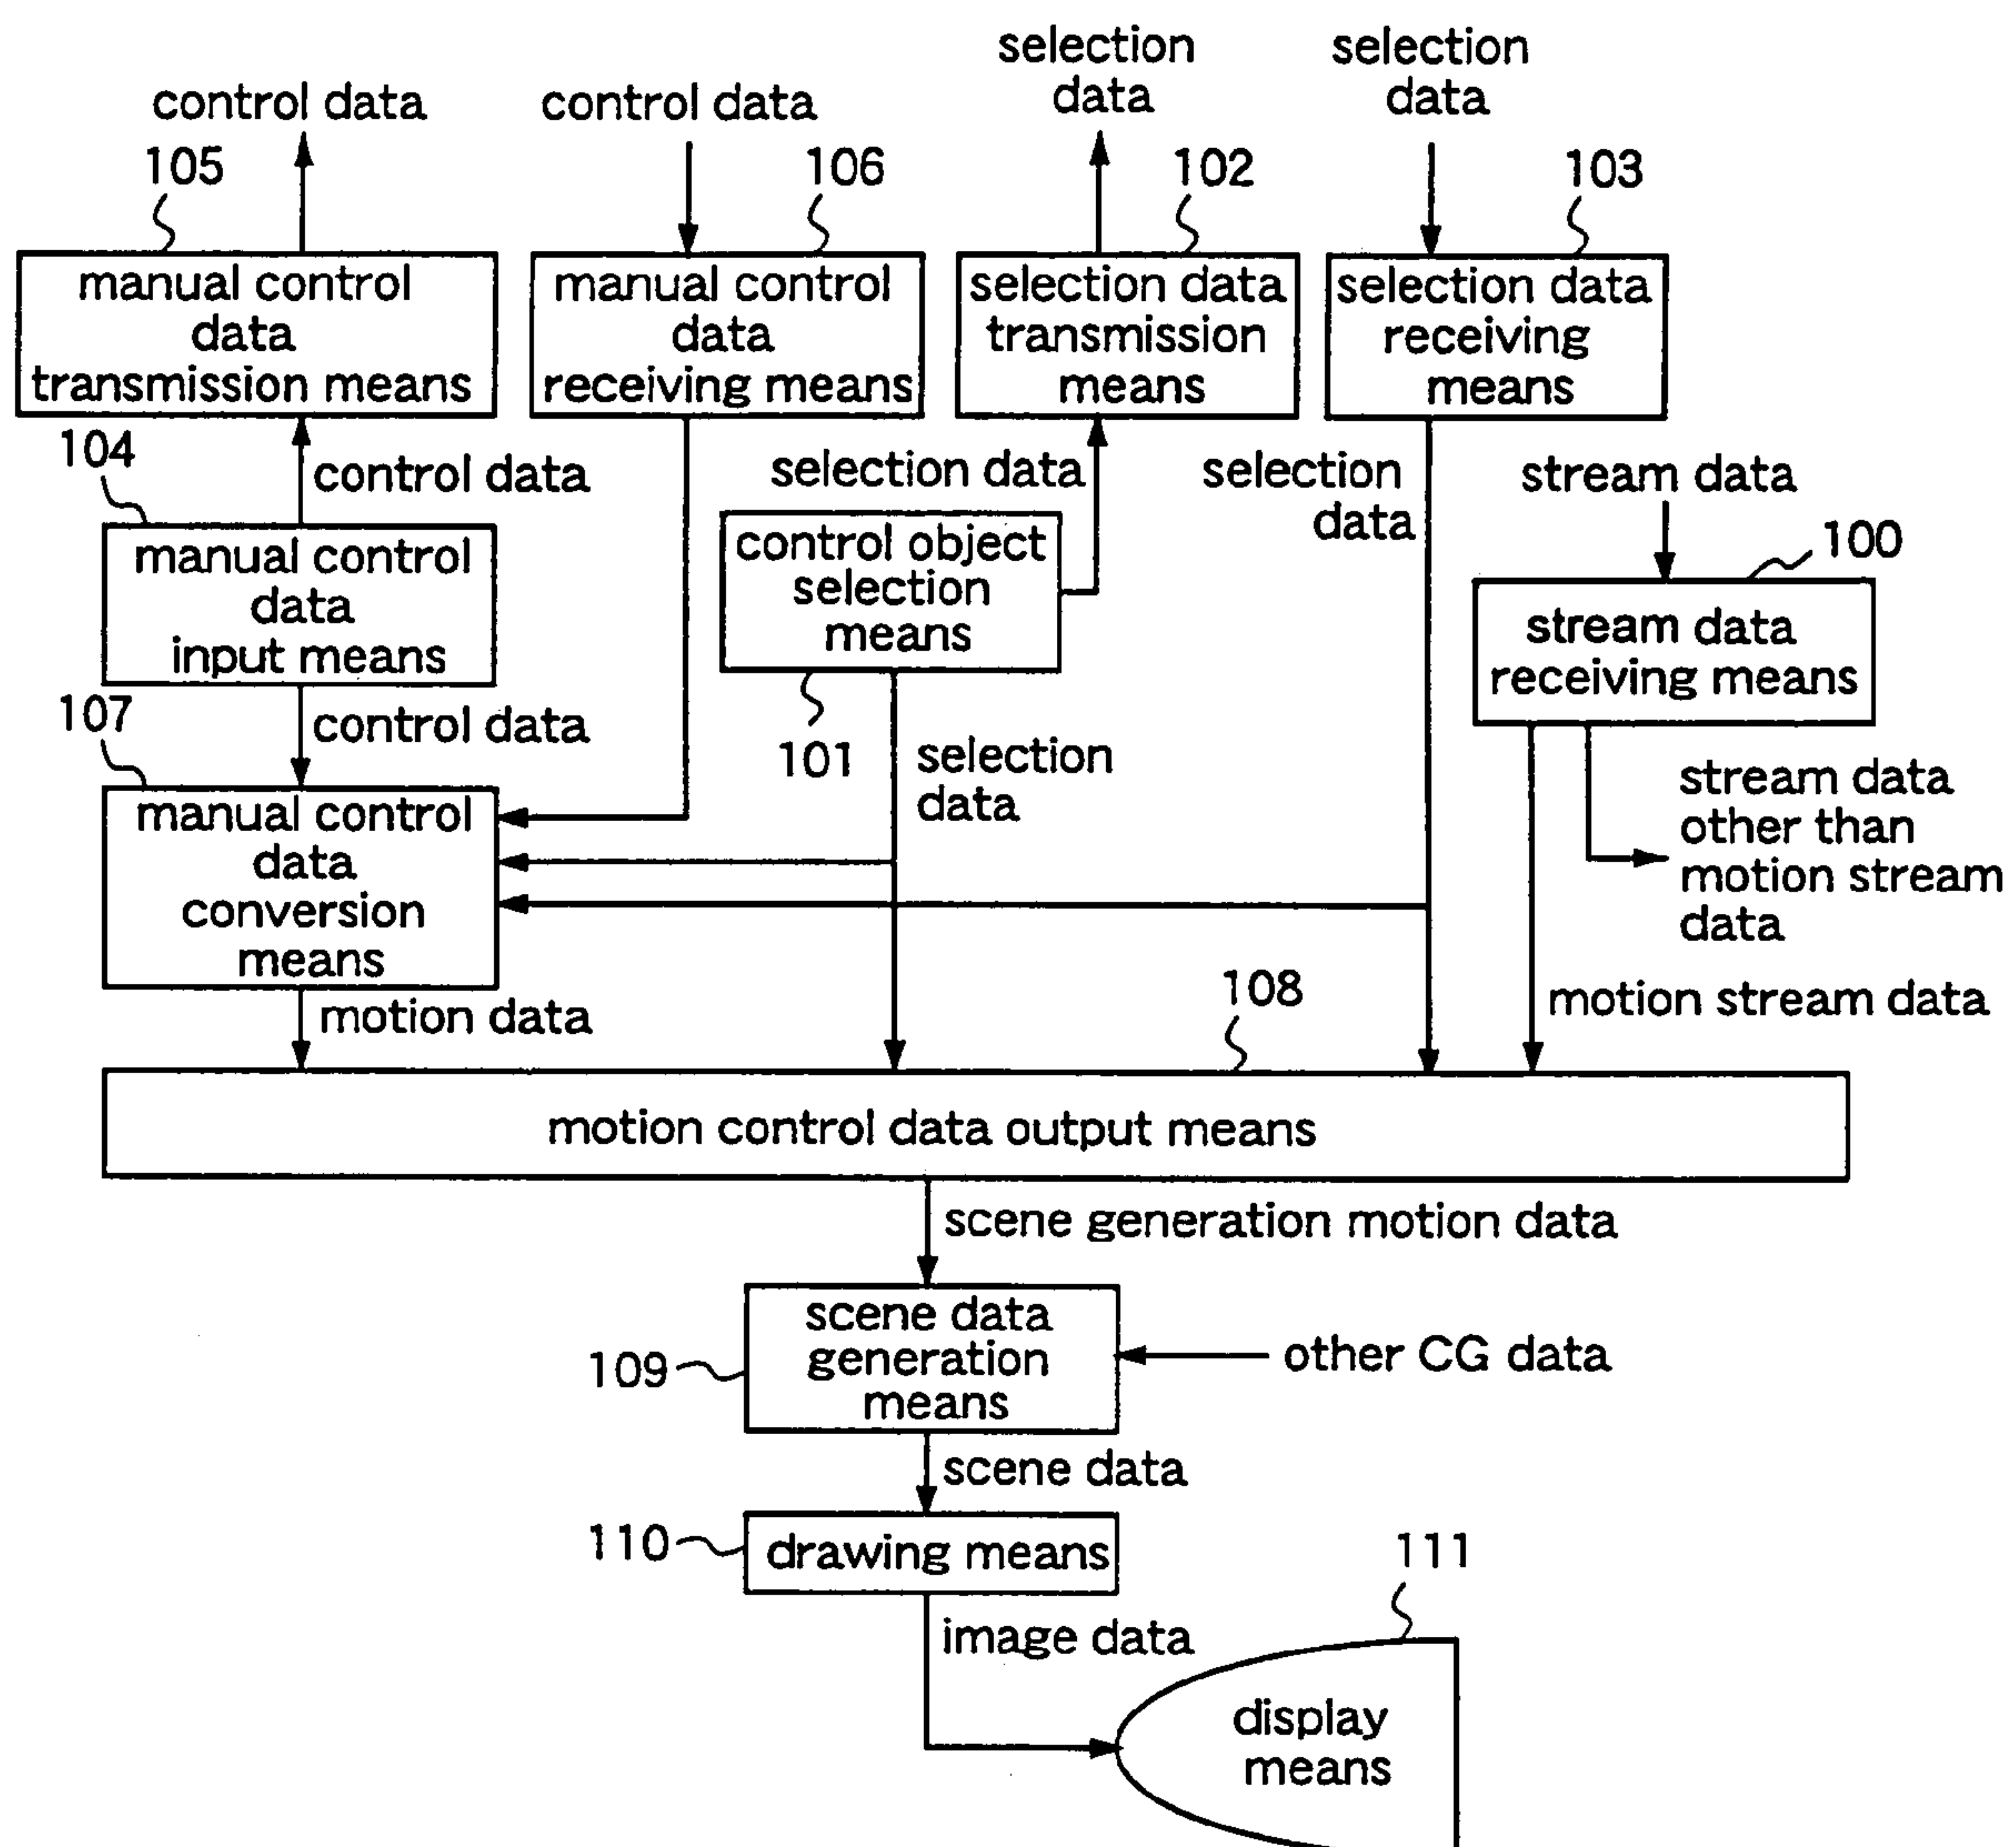 selection
data
selection
data
control data
control data
105
106
102
103
manual control
data
transmission means
manual control
data
receiving means
selection data
transmission
means
selection data
receiving
means
104
control data
selection data
selection
data
stream data
100
manual control
data
input means
control object
selection
means
stream data
receiving means
107
control data
101
selection
data
stream data
other than
motion stream
data
manual control
data
conversion
means
motion data
108
motion stream data
motion control data output means
scene generation motion data
scene data
generation
means
109
other CG data
scene data
110
drawing means
111
image data
display
means